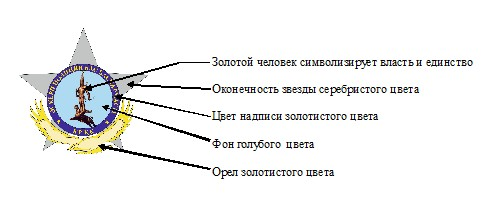 Золотой человек символизирует власть и единство
Оконечность звезды серебристого цвета
Цвет надписи золотистого цвета
Фон голубого цвета
Орел золотистого цвета